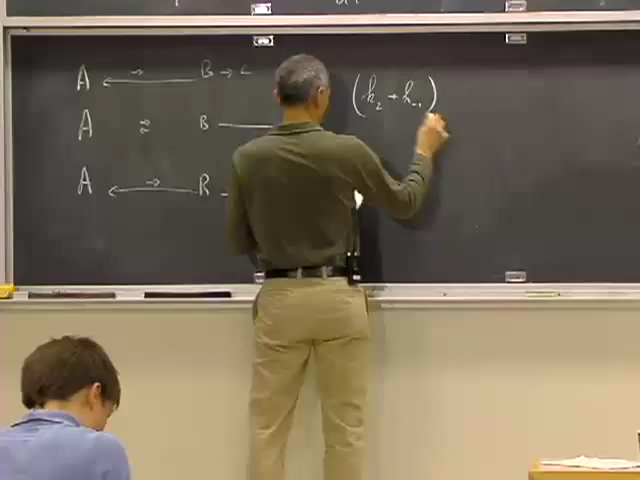 A ⟵⇀ B → C
(k₂ + k₋₁)
A ⇌ B —
A ⟵⇀ B